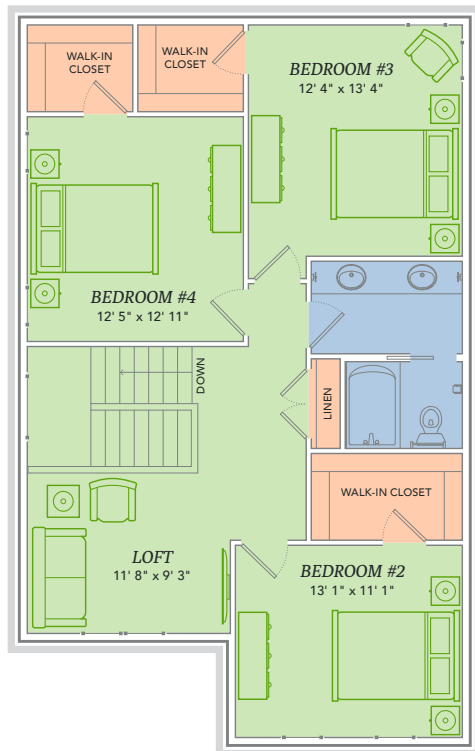 WALK-IN
CLOSET
WALK-IN
CLOSET
BEDROOM #3
12' 4" x 13' 4"
BEDROOM #4
12' 5" x 12' 11"
DOWN
LINEN
WALK-IN CLOSET
LOFT
11' 8" x 9' 3"
BEDROOM #2
13' 1" x 11' 1"